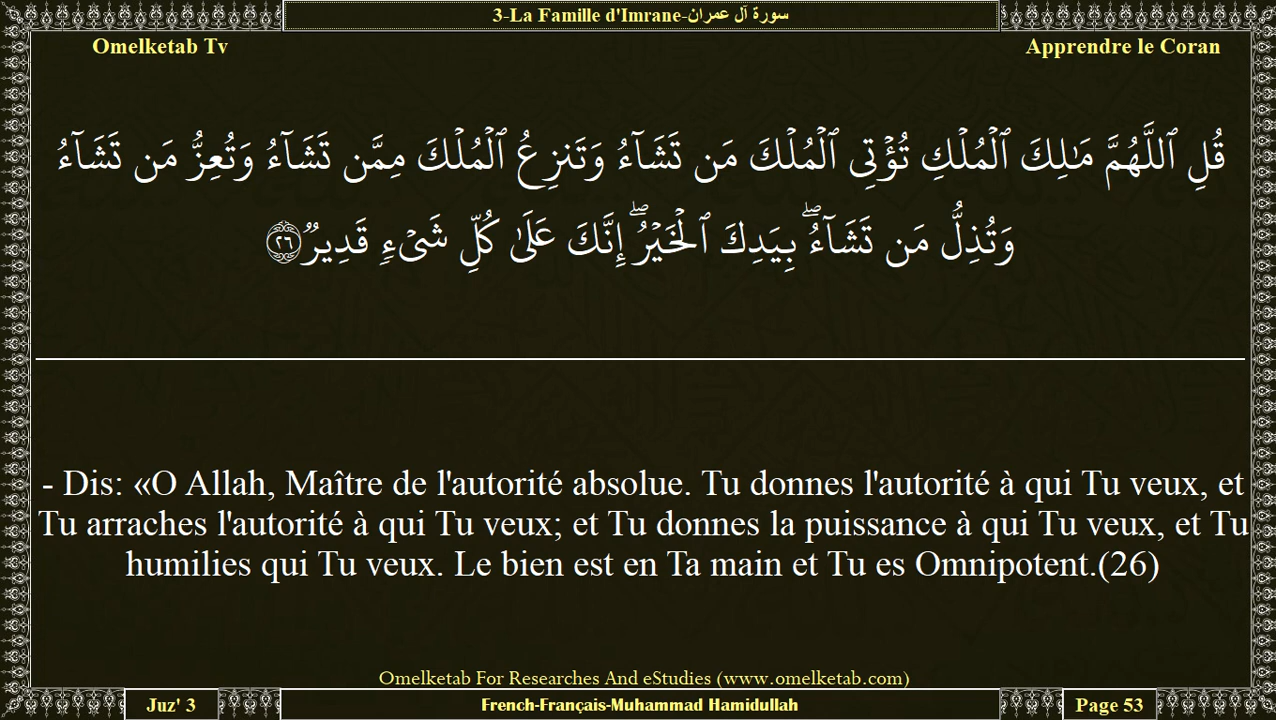 3-La Famille d'Imrane-سورة آل عمران
Omelketab Tv
Apprendre le Coran
قُلِ ٱللَّهُمَّ مَـٰلِكَ ٱلْمُلْكِ تُؤْتِى ٱلْمُلْكَ مَن تَشَآءُ وَتَنزِعُ ٱلْمُلْكَ مِمَّن تَشَآءُ وَتُعِزُّ مَن تَشَآءُ
وَتُذِلُّ مَن تَشَآءُ ۖ بِيَدِكَ ٱلْخَيْرُ ۖ إِنَّكَ عَلَىٰ كُلِّ شَىْءٍ قَدِيرٌ ٢٦
- Dis: «O Allah, Maître de l'autorité absolue. Tu donnes l'autorité à qui Tu veux, et
Tu arraches l'autorité à qui Tu veux; et Tu donnes la puissance à qui Tu veux, et Tu
humilies qui Tu veux. Le bien est en Ta main et Tu es Omnipotent.(26)
Omelketab For Researches And eStudies (www.omelketab.com)
Juz' 3
French-Français-Muhammad Hamidullah
Page 53